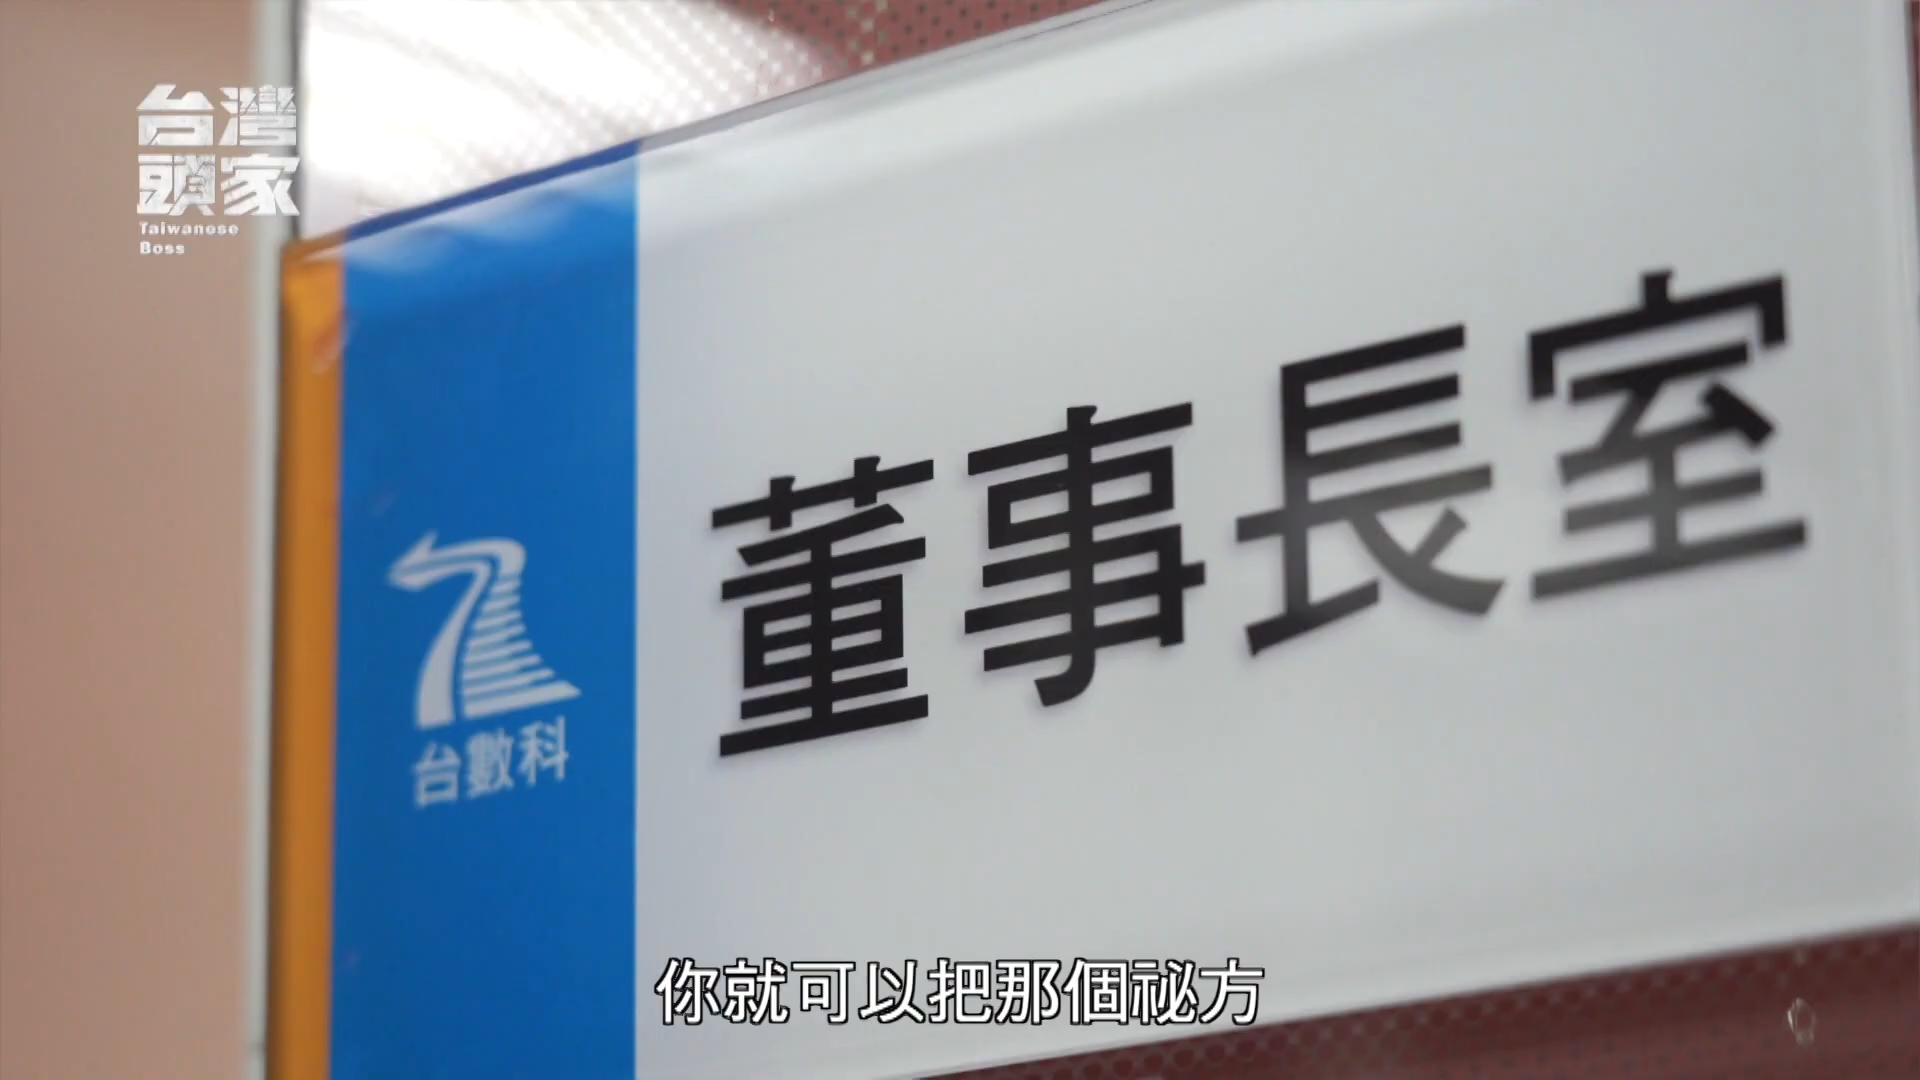 台灣
頭家
Taiwanese
Boss
董事長室
台數科
你就可以把那個祕方